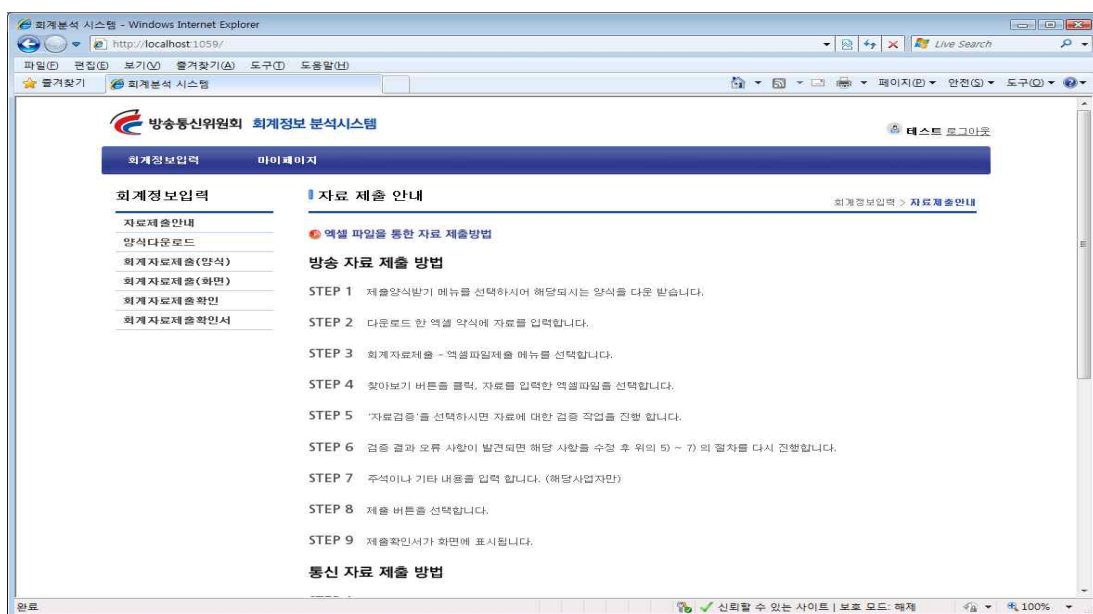 회계분석 시스템 - Windows Internet Explorer
http://localhost:1059/
Live Search
파일(F) 편집(E) 보기(V) 즐겨찾기(A) 도구(T) 도움말(H)
즐겨찾기 회계분석 시스템 페이지(P) 안전(S) 도구(O)
방송통신위원회 회계정보 분석시스템
테스트 로그아웃
회계정보입력 마이페이지
회계정보입력
자료제출안내
양식다운로드
회계자료제출(양식)
회계자료제출(화면)
회계자료제출확인
회계자료제출확인서
자료 제출 안내
회계정보입력 > 자료제출안내
엑셀 파일을 통한 자료 제출방법
방송 자료 제출 방법
STEP 1 제출양식받기 메뉴를 선택하시어 해당되시는 양식을 다운 받습니다.
STEP 2 다운로드 한 엑셀 약식에 자료를 입력합니다.
STEP 3 회계자료제출 - 엑셀파일제출 메뉴를 선택합니다.
STEP 4 찾아보기 버튼을 클릭, 자료를 입력한 엑셀파일을 선택합니다.
STEP 5 '자료검증'을 선택하시면 자료에 대한 검증 작업을 진행 합니다.
STEP 6 검증 결과 오류 사항이 발견되면 해당 사항을 수정 후 위의 5) ~ 7) 의 절차를 다시 진행합니다.
STEP 7 주석이나 기타 내용을 입력 합니다. (해당사업자만)
STEP 8 제출 버튼을 선택합니다.
STEP 9 제출확인서가 화면에 표시됩니다.
통신 자료 제출 방법
완료 신뢰할 수 있는 사이트 | 보호 모드: 해제 100%